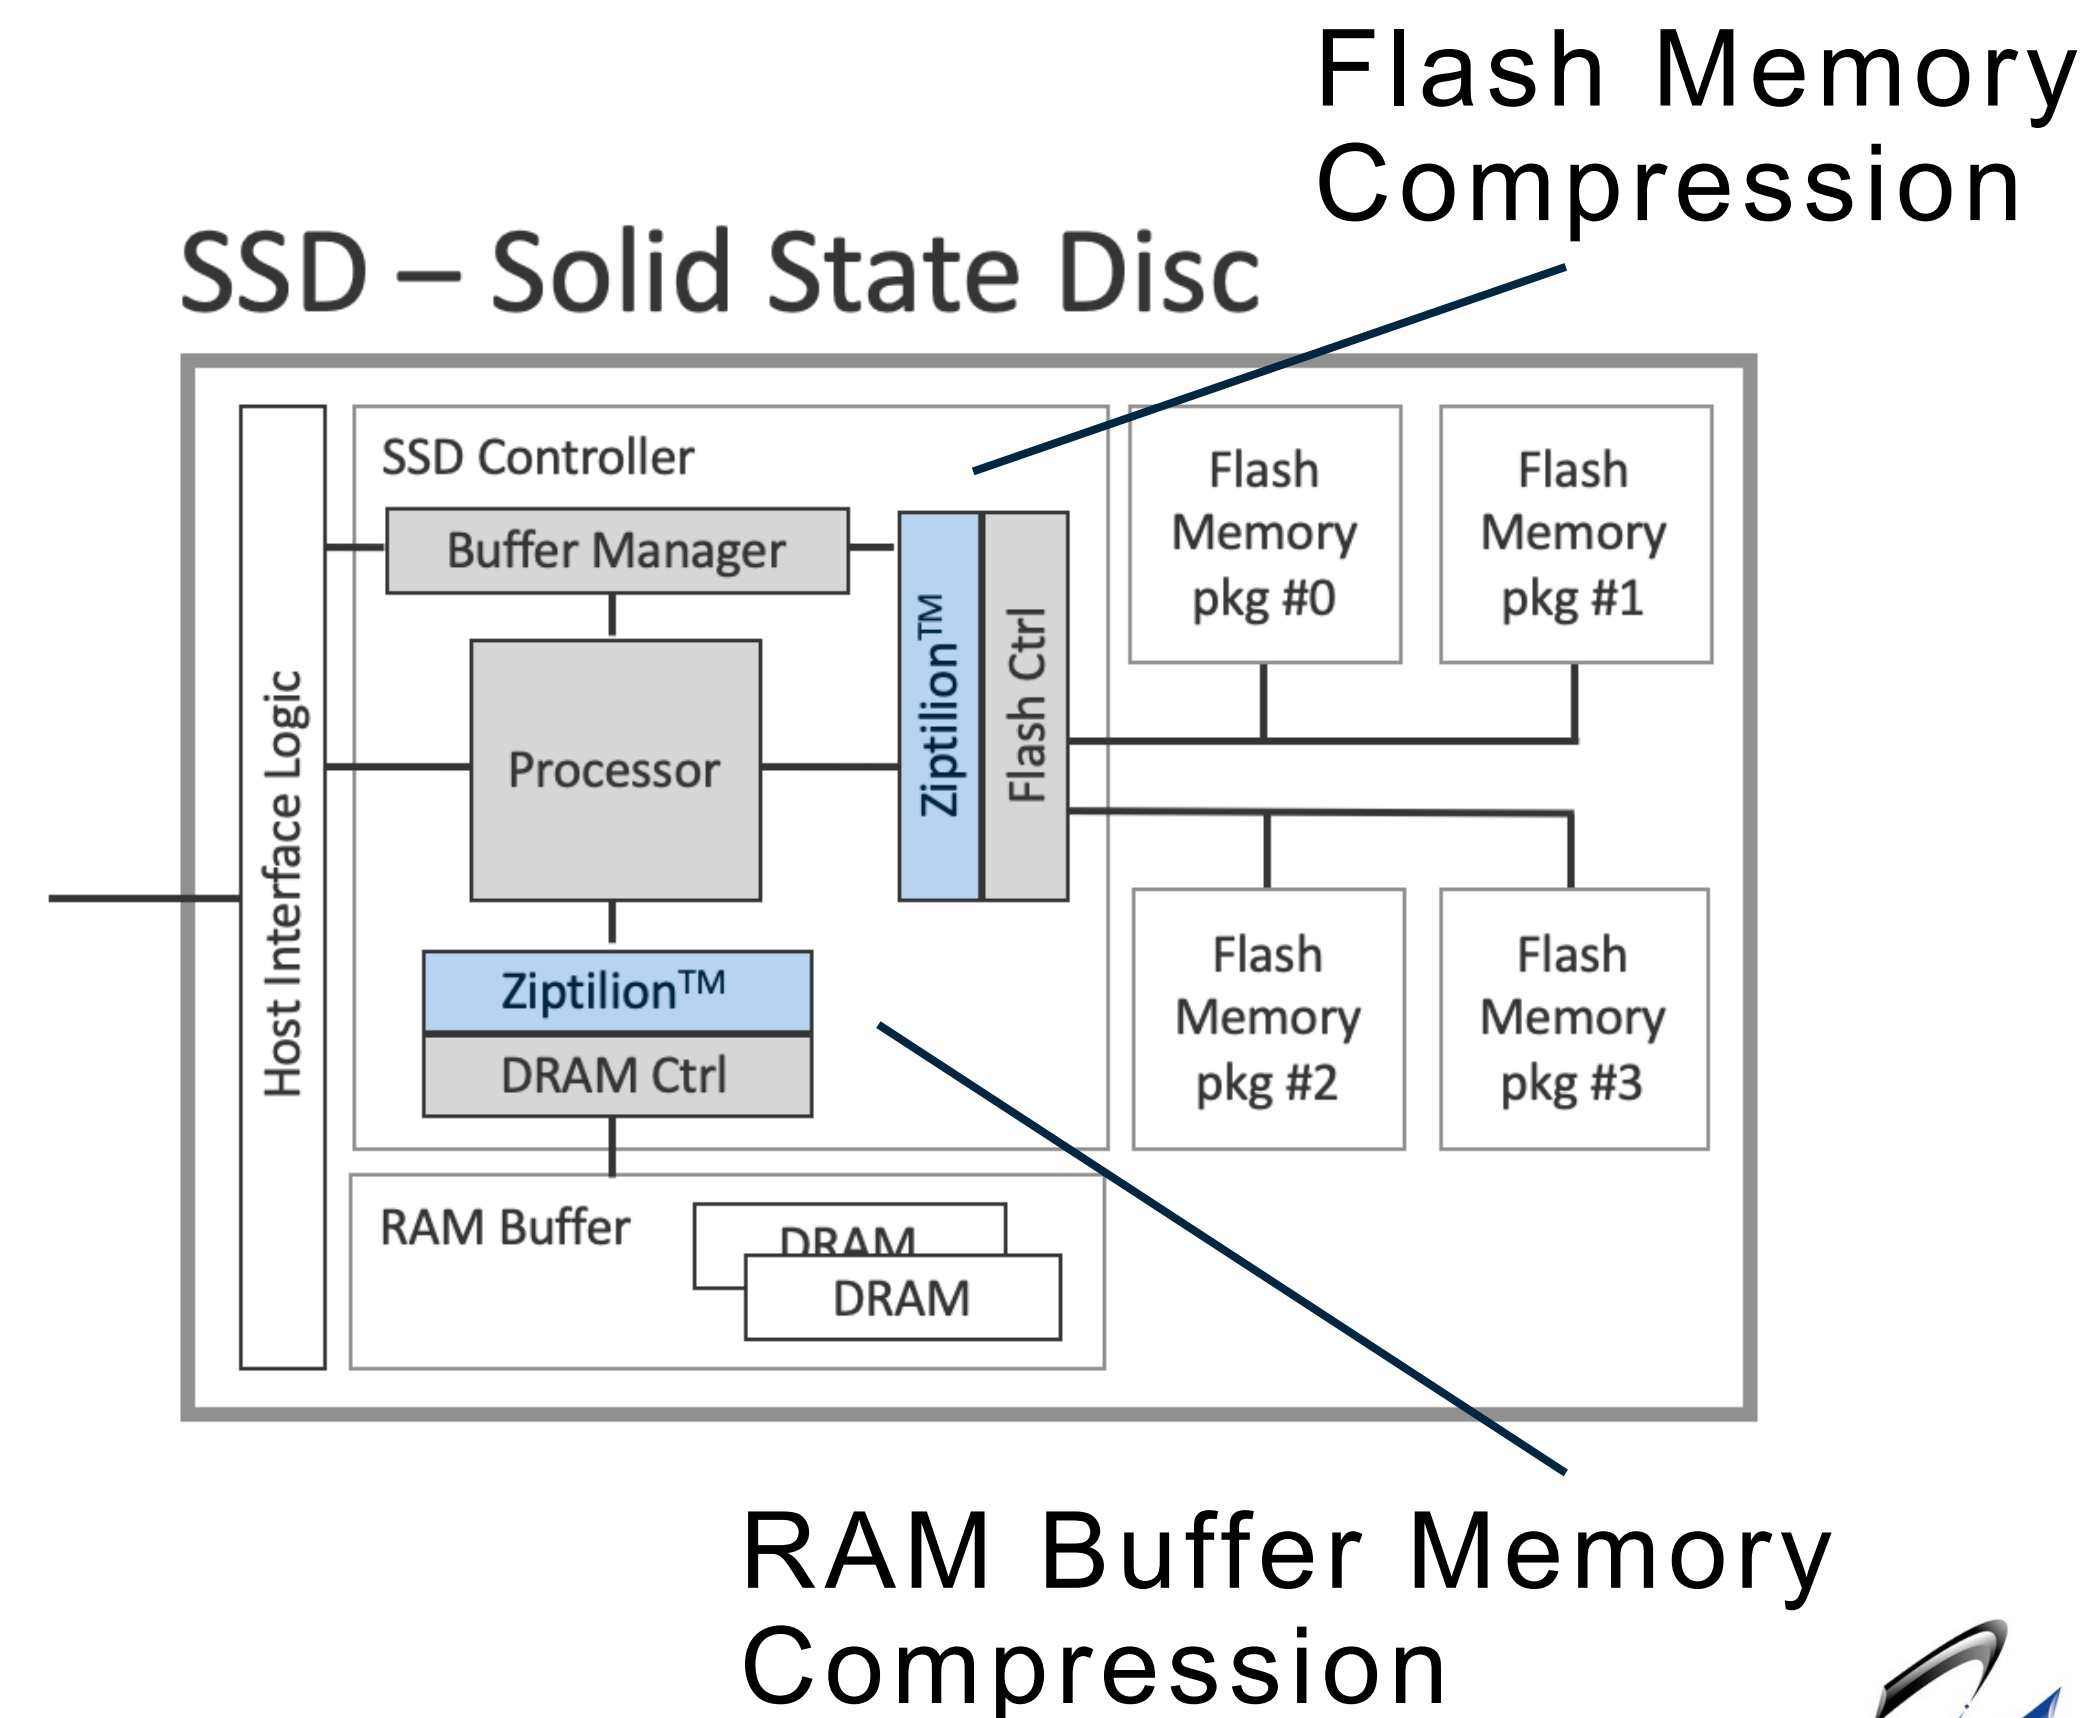 Flash Memory
Compression
SSD – Solid State Disc
Host Interface Logic
SSD Controller
Buffer Manager
Processor
Ziptilion™
Flash Ctrl
Ziptilion™
DRAM Ctrl
RAM Buffer
DRAM
DRAM
Flash
Memory
pkg #0
Flash
Memory
pkg #1
Flash
Memory
pkg #2
Flash
Memory
pkg #3
RAM Buffer Memory
Compression